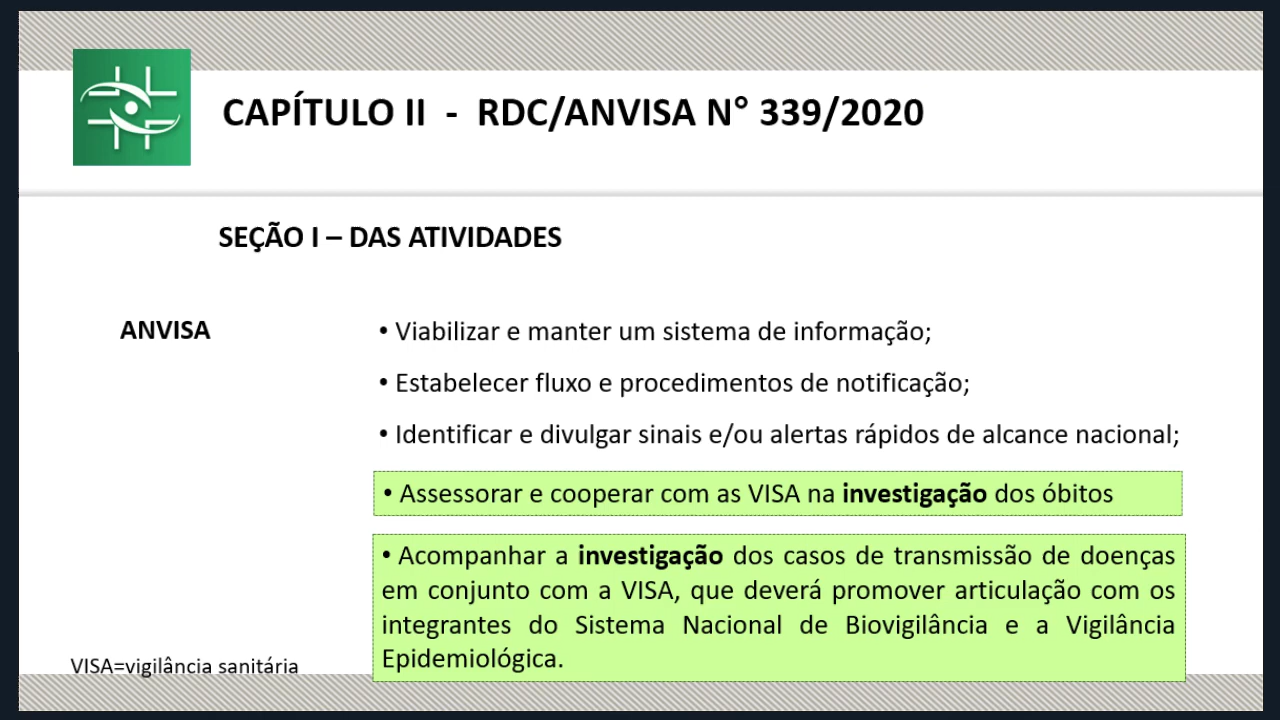 CAPÍTULO II - RDC/ANVISA N° 339/2020
SEÇÃO I – DAS ATIVIDADES
ANVISA
• Viabilizar e manter um sistema de informação;
• Estabelecer fluxo e procedimentos de notificação;
• Identificar e divulgar sinais e/ou alertas rápidos de alcance nacional;
• Assessorar e cooperar com as VISA na investigação dos óbitos
• Acompanhar a investigação dos casos de transmissão de doenças
em conjunto com a VISA, que deverá promover articulação com os
integrantes do Sistema Nacional de Biovigilância e a Vigilância
Epidemiológica.
VISA=vigilância sanitária